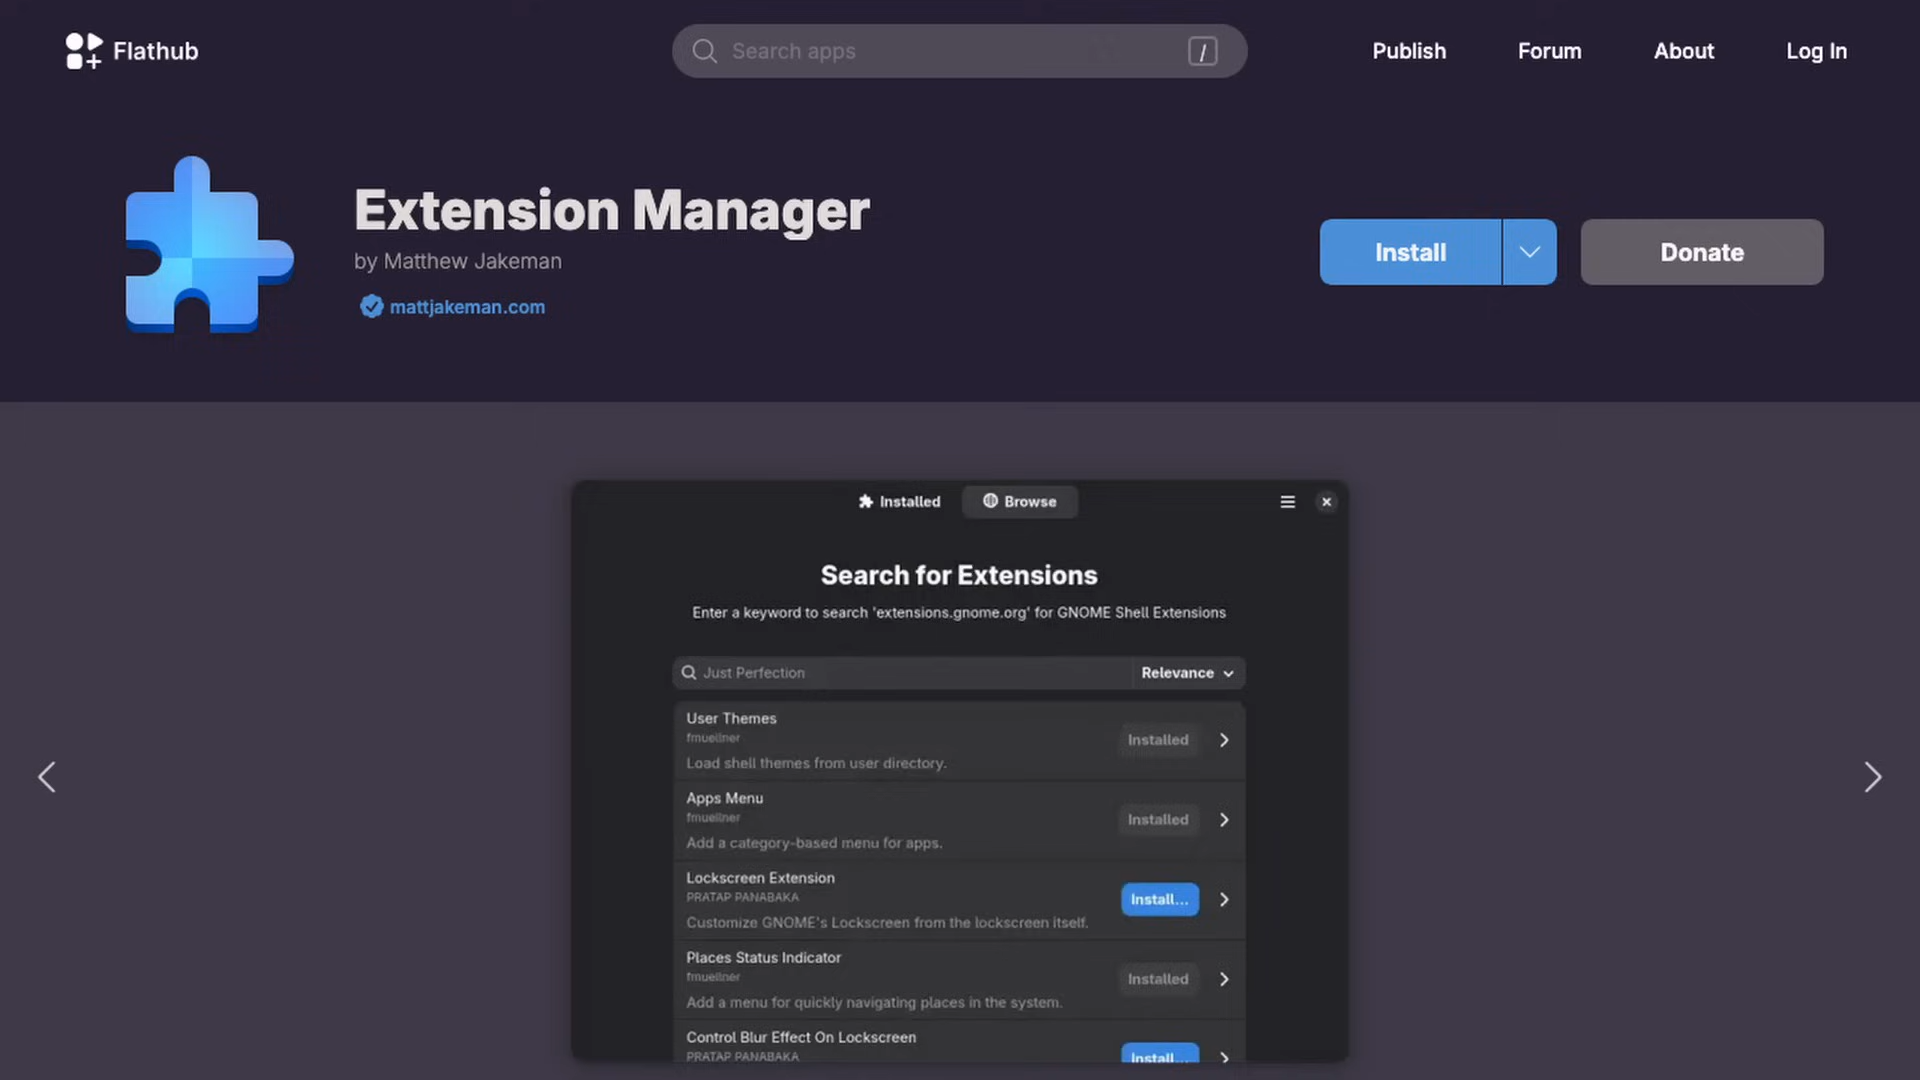 Flathub
Search apps
/
Publish
Forum
About
Log In
Extension Manager
by Matthew Jakeman
mattjakeman.com
Install
Donate
Installed
Browse
Search for Extensions
Enter a keyword to search 'extensions.gnome.org' for GNOME Shell Extensions
Just Perfection
Relevance
User Themes
fmuellner
Load shell themes from user directory.
Installed
Apps Menu
fmuellner
Add a category-based menu for apps.
Installed
Lockscreen Extension
PRATAP PANABAKA
Customize GNOME's Lockscreen from the lockscreen itself.
Install...
Places Status Indicator
fmuellner
Add a menu for quickly navigating places in the system.
Installed
Control Blur Effect On Lockscreen
PRATAP PANABAKA
Install...